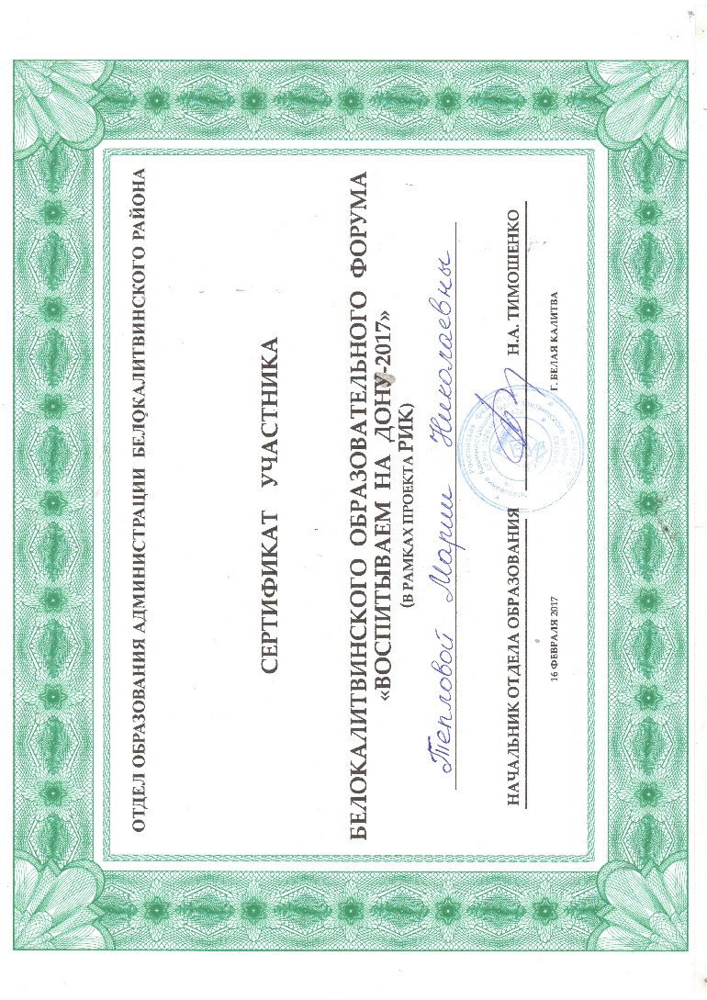 ОТДЕЛ ОБРАЗОВАНИЯ АДМИНИСТРАЦИИ БЕЛОКАЛИТВИНСКОГО РАЙОНА
СЕРТИФИКАТ УЧАСТНИКА
БЕЛОКАЛИТВИНСКОГО ОБРАЗОВАТЕЛЬНОГО ФОРУМА
«ВОСПИТЫВАЕМ НА ДОНУ-2017»
(В РАМКАХ ПРОЕКТА РИК)
Тепловой Марии Николаевны
НАЧАЛЬНИК ОТДЕЛА ОБРАЗОВАНИЯ Н.А. ТИМОШЕНКО
16 ФЕВРАЛЯ 2017 Г. БЕЛАЯ КАЛИТВА